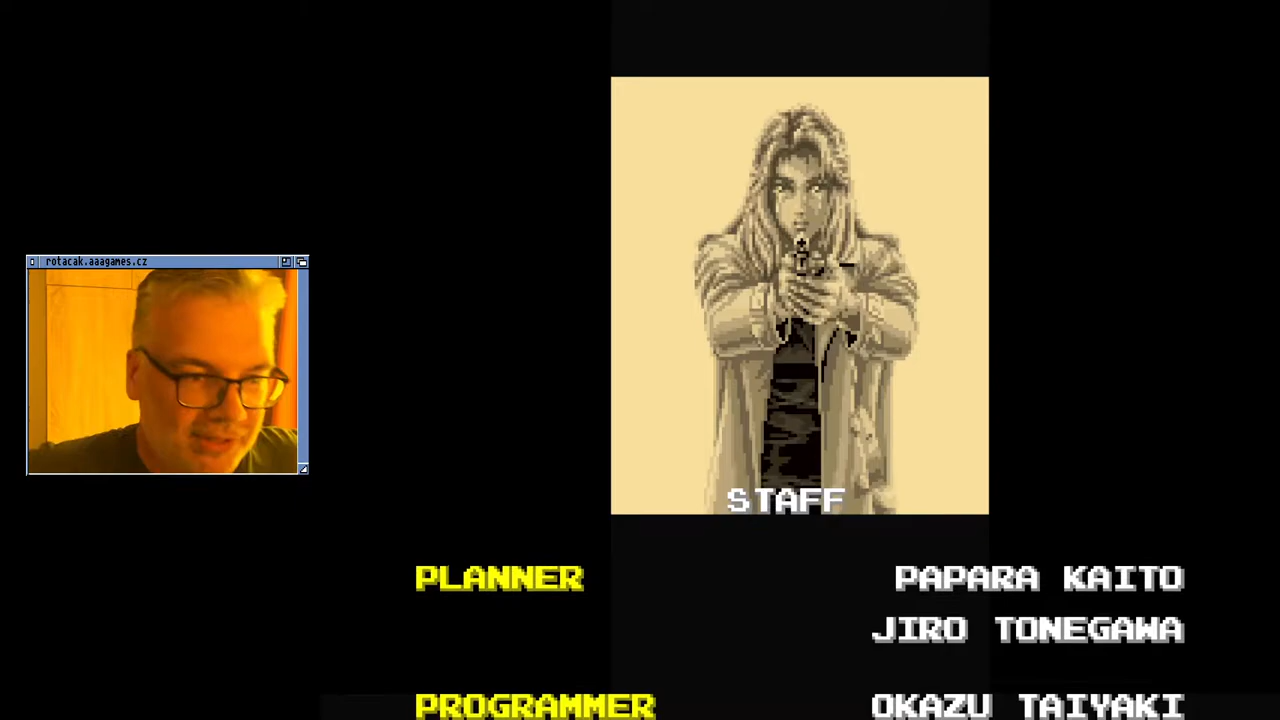 rotacak.aaagames.cz
STAFF
PLANNER PAPARA KAITO
JIRO TONEGAWA
PROGRAMMER OKAZU TAIYAKI